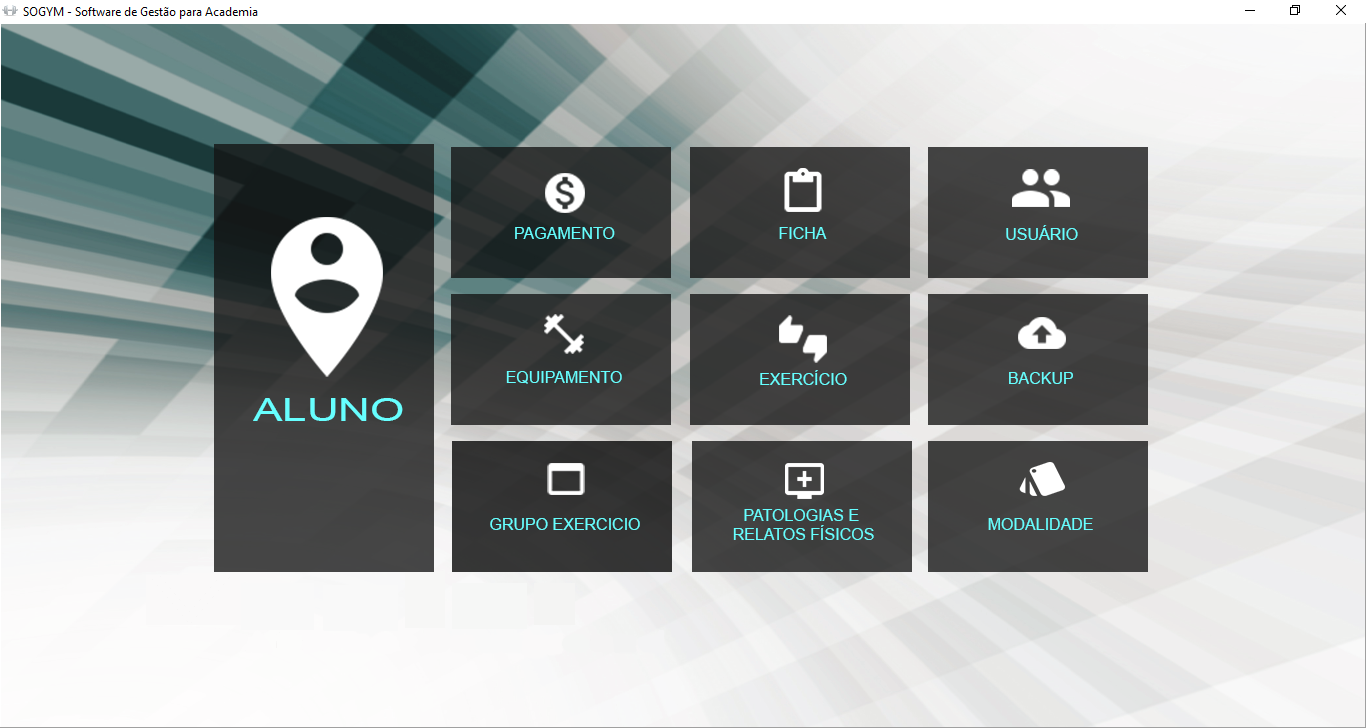 SOGYM - Software de Gestão para Academia
ALUNO
PAGAMENTO
FICHA
USUÁRIO
EQUIPAMENTO
EXERCÍCIO
BACKUP
GRUPO EXERCICIO
PATOLOGIAS E
RELATOS FÍSICOS
MODALIDADE